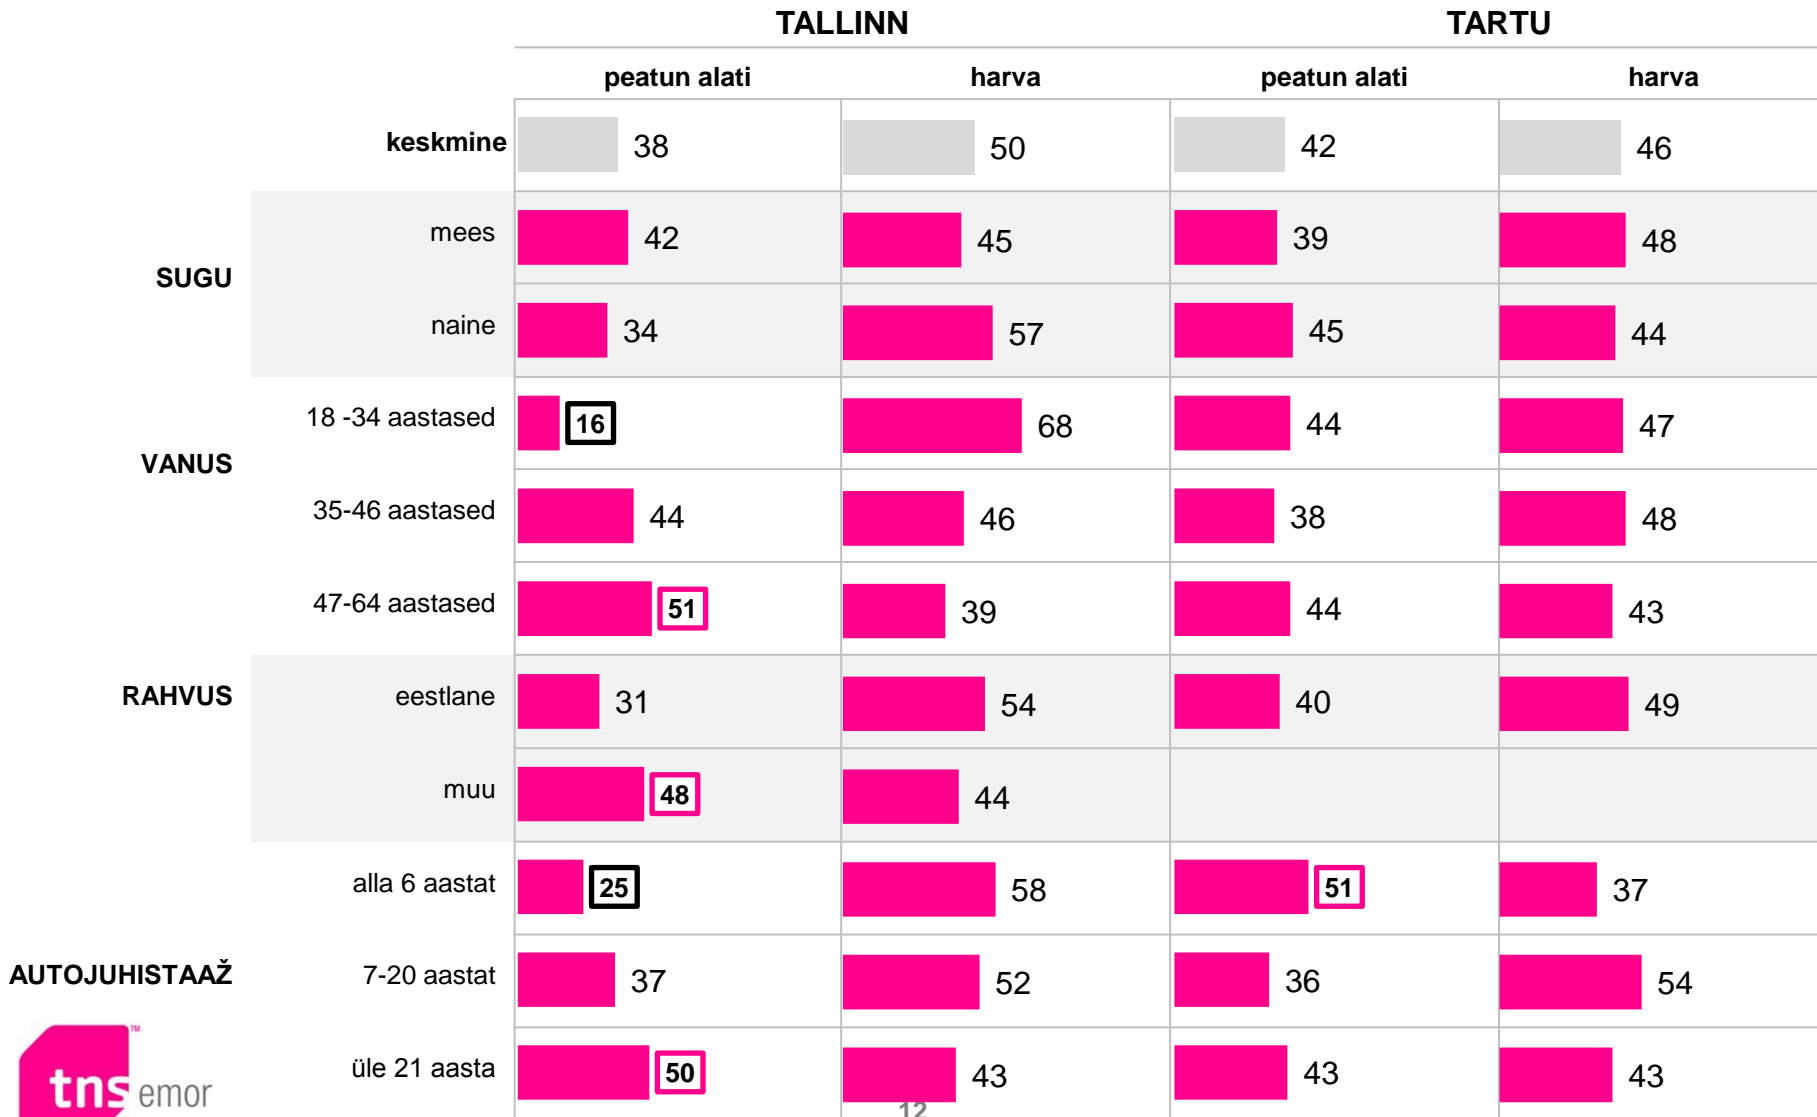 TALLINN TARTU
peatun alati harva peatun alati harva
keskmine 38 50 42 46
mees 42 45 39 48
SUGU
naine 34 57 45 44
18 -34 aastased 16 68 44 47
VANUS
35-46 aastased 44 46 38 48
47-64 aastased 51 39 44 43
RAHVUS eestlane 31 54 40 49
muu 48 44
alla 6 aastat 25 58 51 37
AUTOJUHISTAAŽ 7-20 aastat 37 52 36 54
üle 21 aasta 50 43 43 43
tns emor ™
12